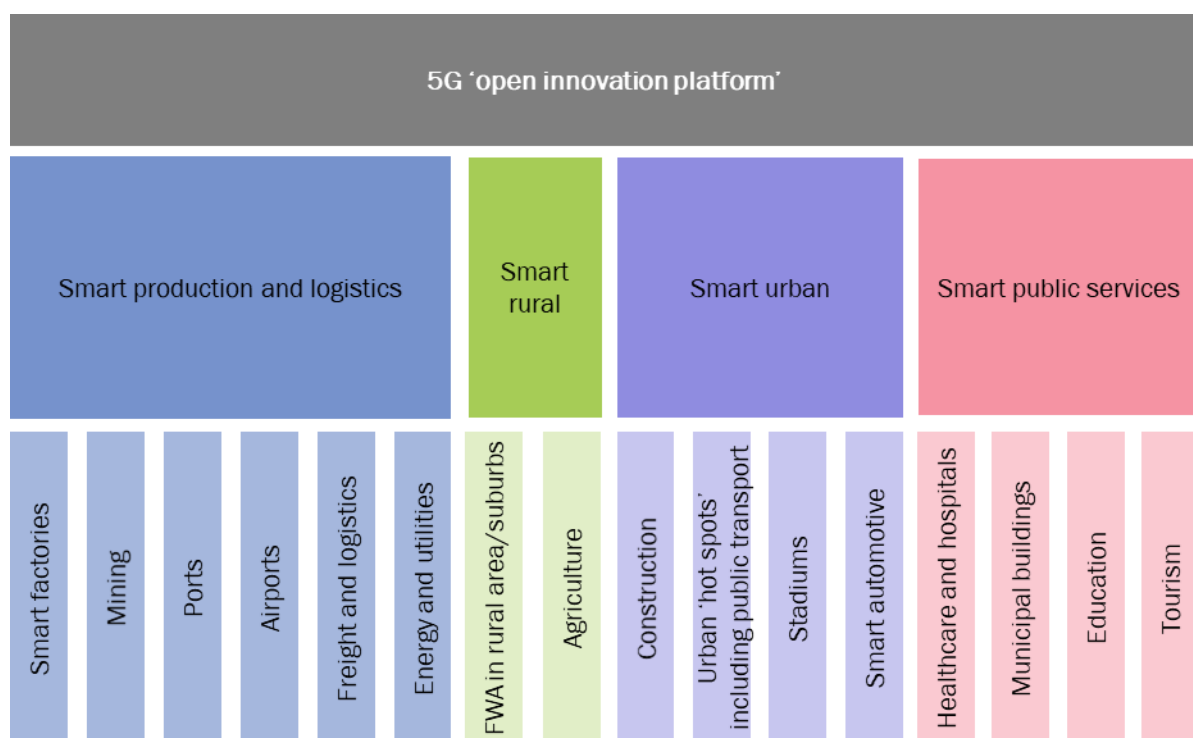 5G ‘open innovation platform’
Smart production and logistics
Smart
rural
Smart urban
Smart public services
Smart factories
Mining
Ports
Airports
Freight and logistics
Energy and utilities
FWA in rural area/suburbs
Agriculture
Construction
Urban ‘hot spots’
including public transport
Stadiums
Smart automotive
Healthcare and hospitals
Municipal buildings
Education
Tourism